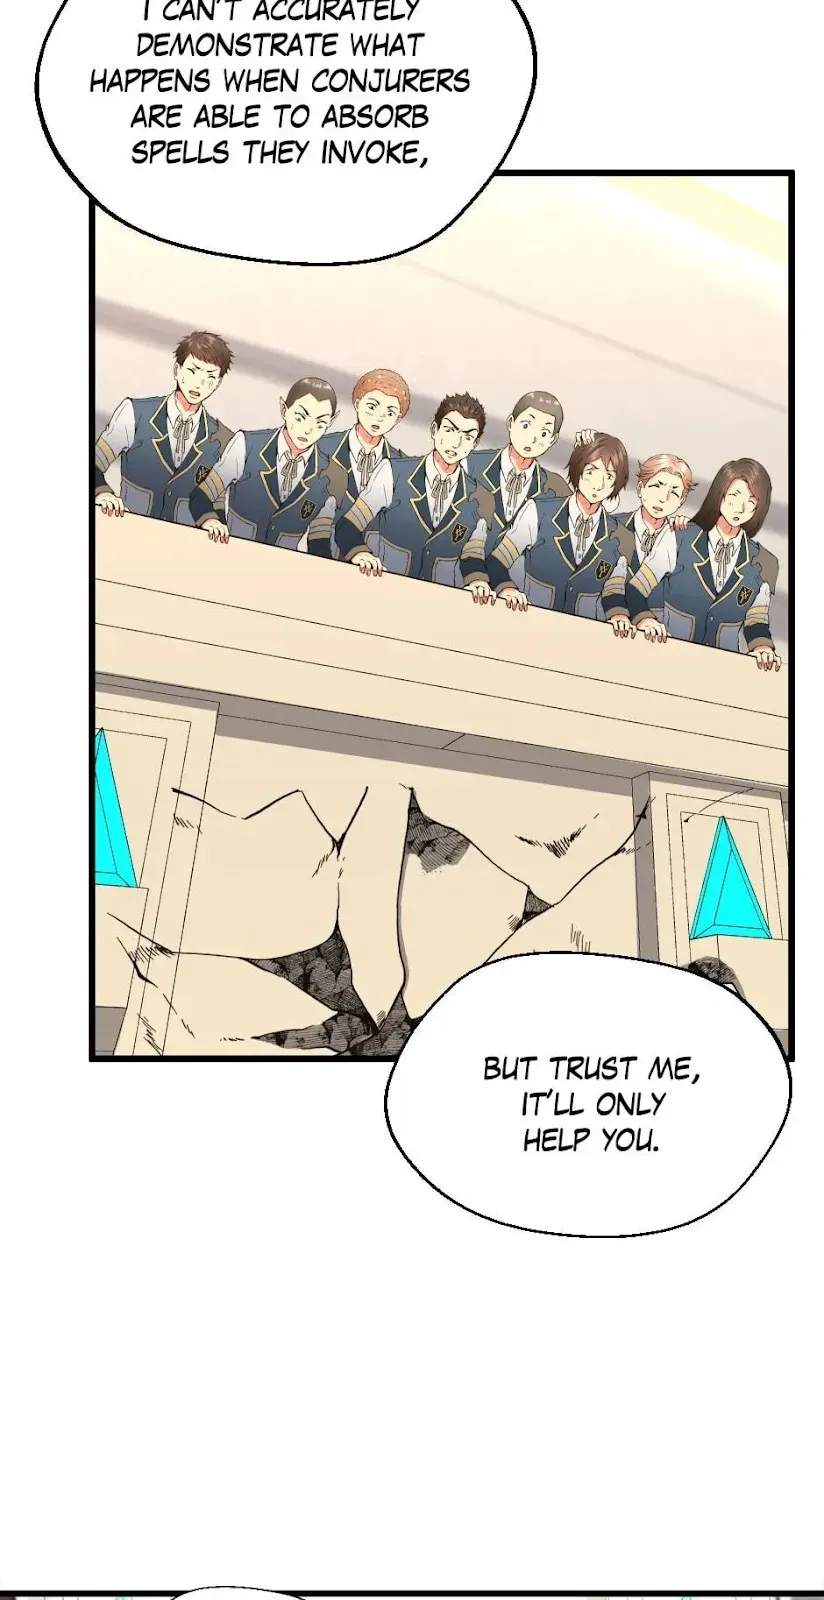 I CAN'T ACCURATELY
DEMONSTRATE WHAT
HAPPENS WHEN CONJURERS
ARE ABLE TO ABSORB
SPELLS THEY INVOKE,
BUT TRUST ME,
IT'LL ONLY
HELP YOU.